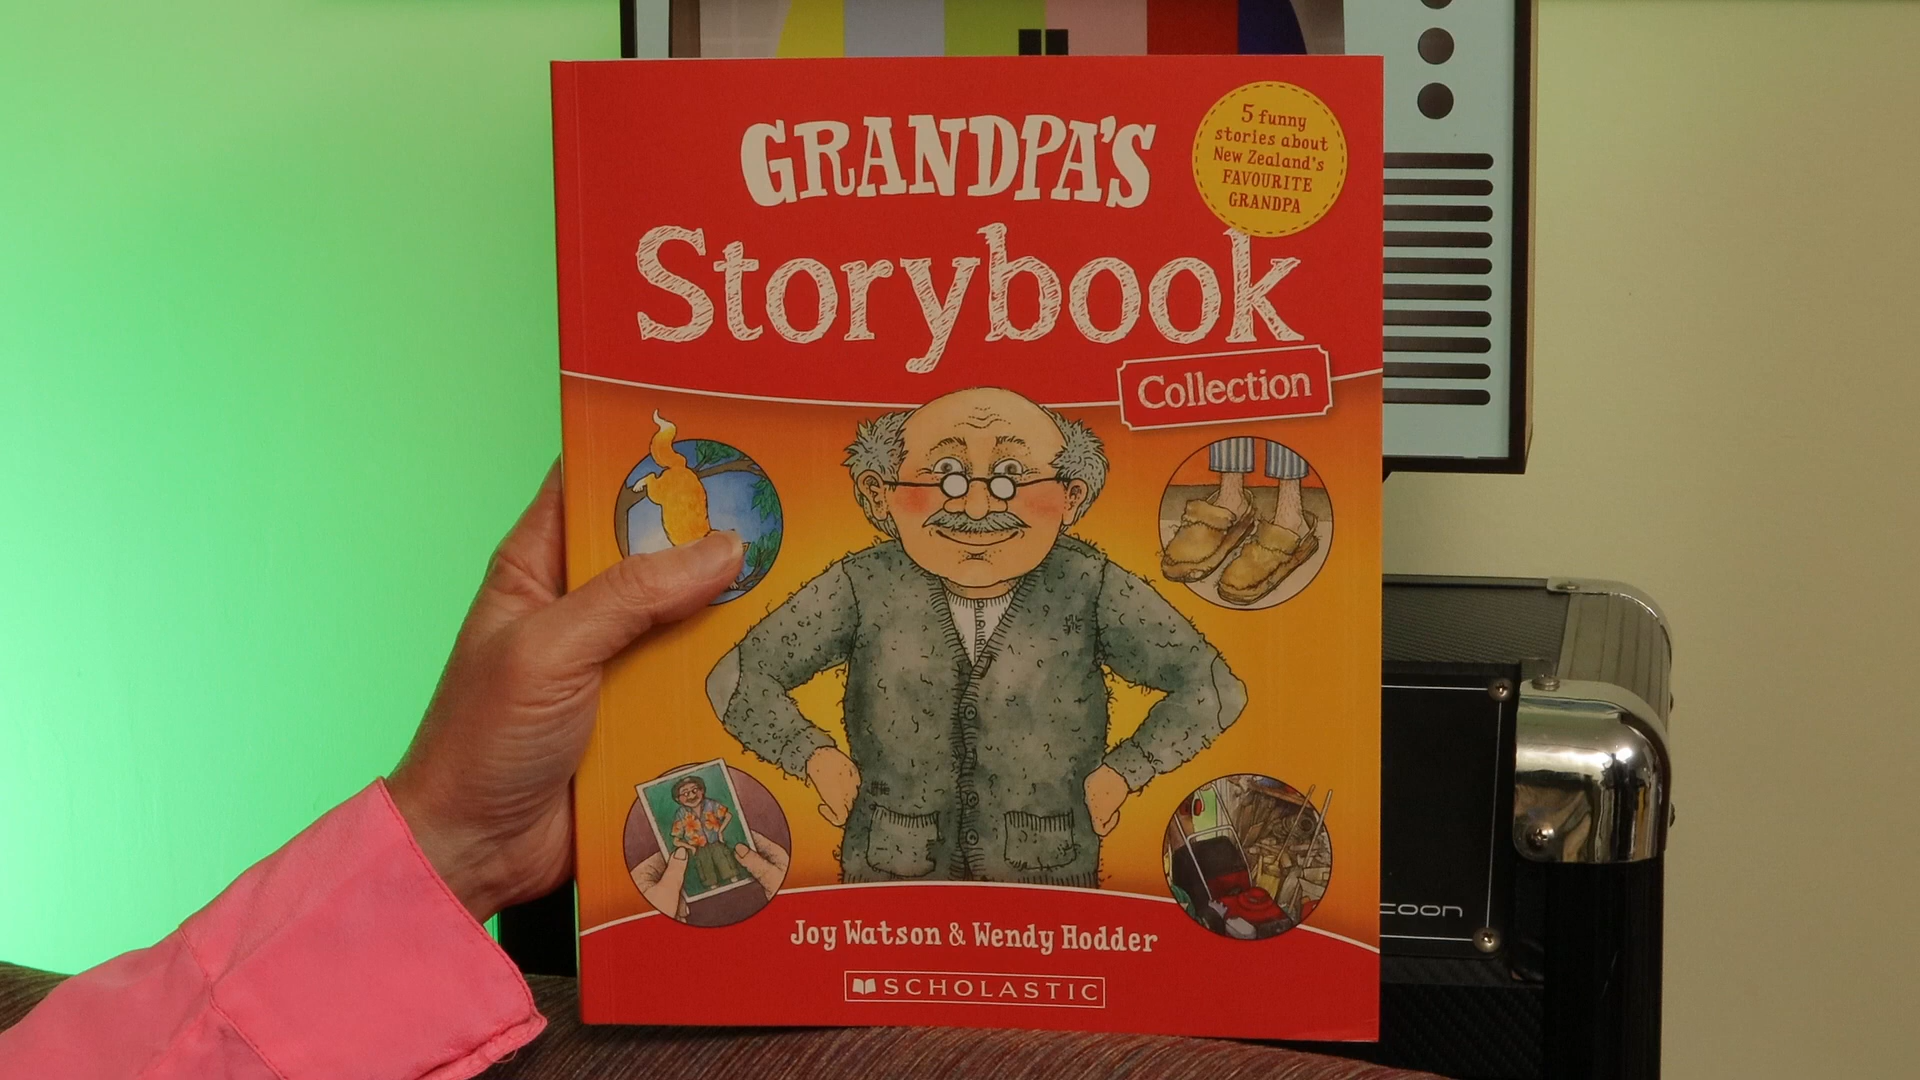 GRANDPA'S
Storybook
Collection
5 funny
stories about
New Zealand's
FAVOURITE
GRANDPA
Joy Watson & Wendy Hodder
SCHOLASTIC